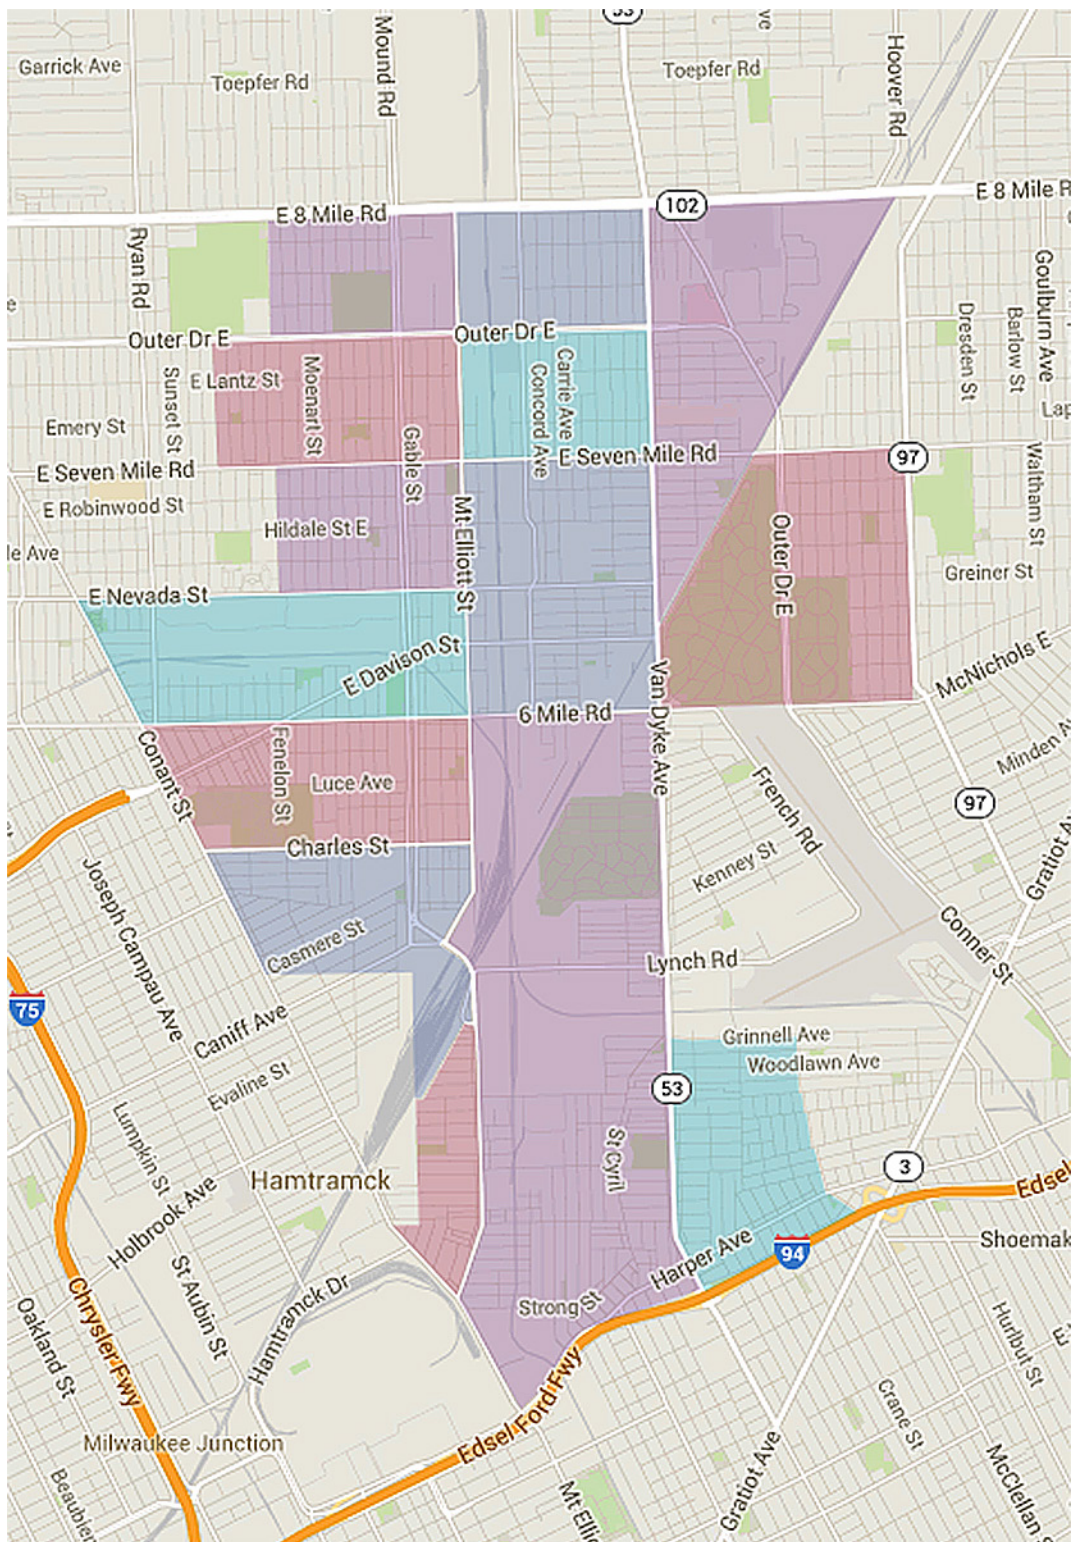 53
Mound Rd
Hoover Rd
Garrick Ave
Toepfer Rd
Toepfer Rd
E 8 Mile Rd
102
E 8 Mile R
Ryan Rd
Goulburn Ave
Outer Dr E
Outer Dr E
Dresden St
Barlow St
E Lantz St
Sunset St
Moenart St
Carrie Ave
Concord Ave
Emery St
Gable St
E Seven Mile Rd
E Seven Mile Rd
97
Waltham St
E Robinwood St
Hildale St E
Mt Elliott St
Outer Dr E
le Ave
Greiner St
E Nevada St
E Davison St
McNichols E
Van Dyke Ave
6 Mile Rd
Conant St
Fenelon St
Luce Ave
Minden Av
French Rd
97
Charles St
Kenney St
Gratiot Av
Joseph Campau Ave
Casmere St
Conner St
Lynch Rd
75
Caniff Ave
Grinnell Ave
Woodlawn Ave
Evaline St
53
Lumpkin St
St Cyril
3
Hamtramck
Edsel
Holbrook Ave
Harper Ave
94
Shoemak
St Aubin St
Hamtramck Dr
Strong St
Chrysler Fwy
Oakland St
Hurlbut St
Edsel Ford Fwy
Crane St
Milwaukee Junction
Beaubien
Mt Ellio
Gratiot Ave
McClellan